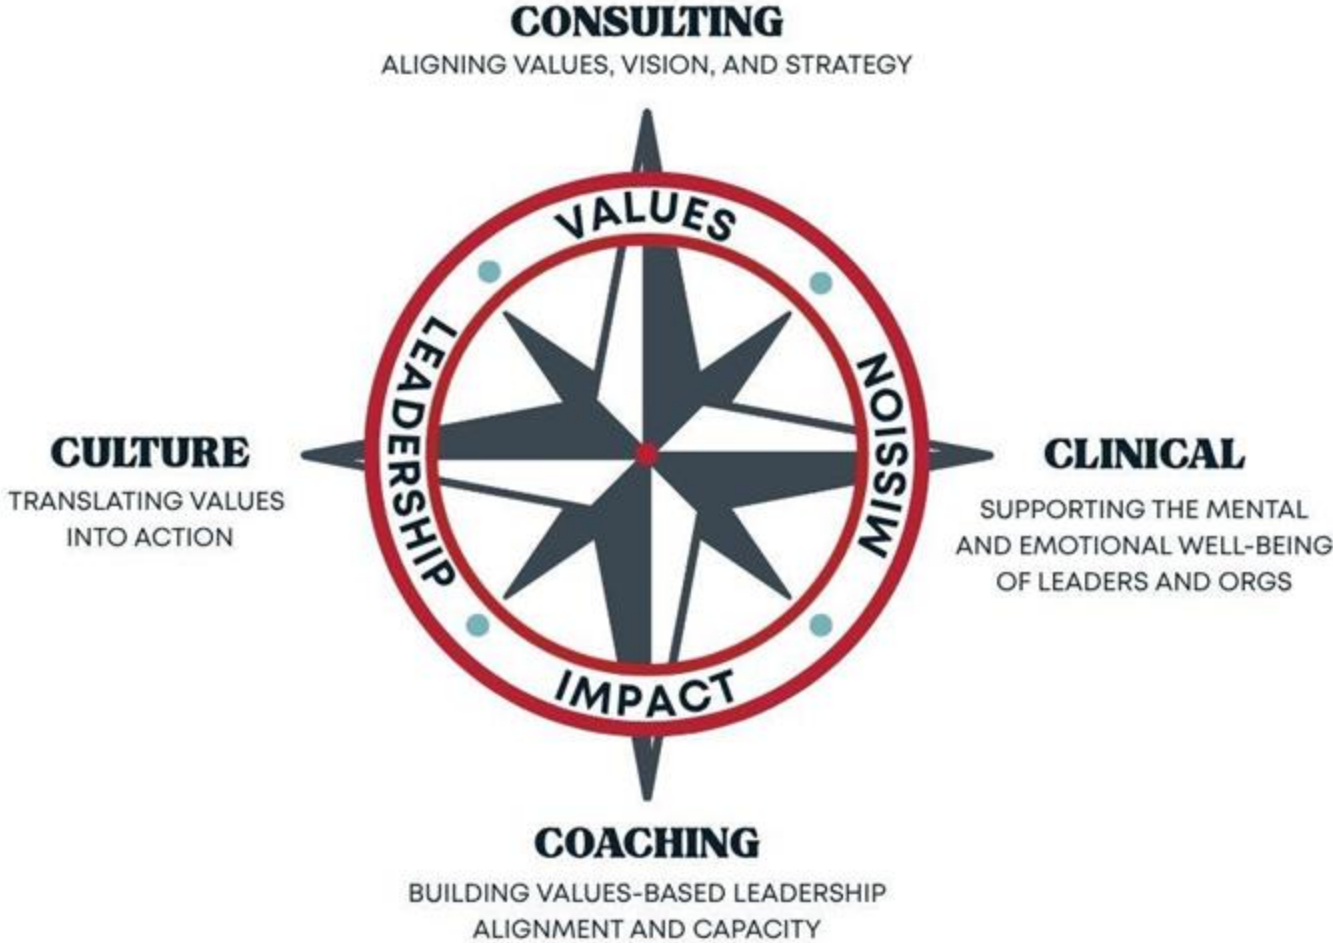 CONSULTING
ALIGNING VALUES, VISION, AND STRATEGY
VALUES
LEADERSHIP
MISSION
CULTURE
TRANSLATING VALUES
INTO ACTION
CLINICAL
SUPPORTING THE MENTAL
AND EMOTIONAL WELL-BEING
OF LEADERS AND ORGS
IMPACT
COACHING
BUILDING VALUES-BASED LEADERSHIP
ALIGNMENT AND CAPACITY